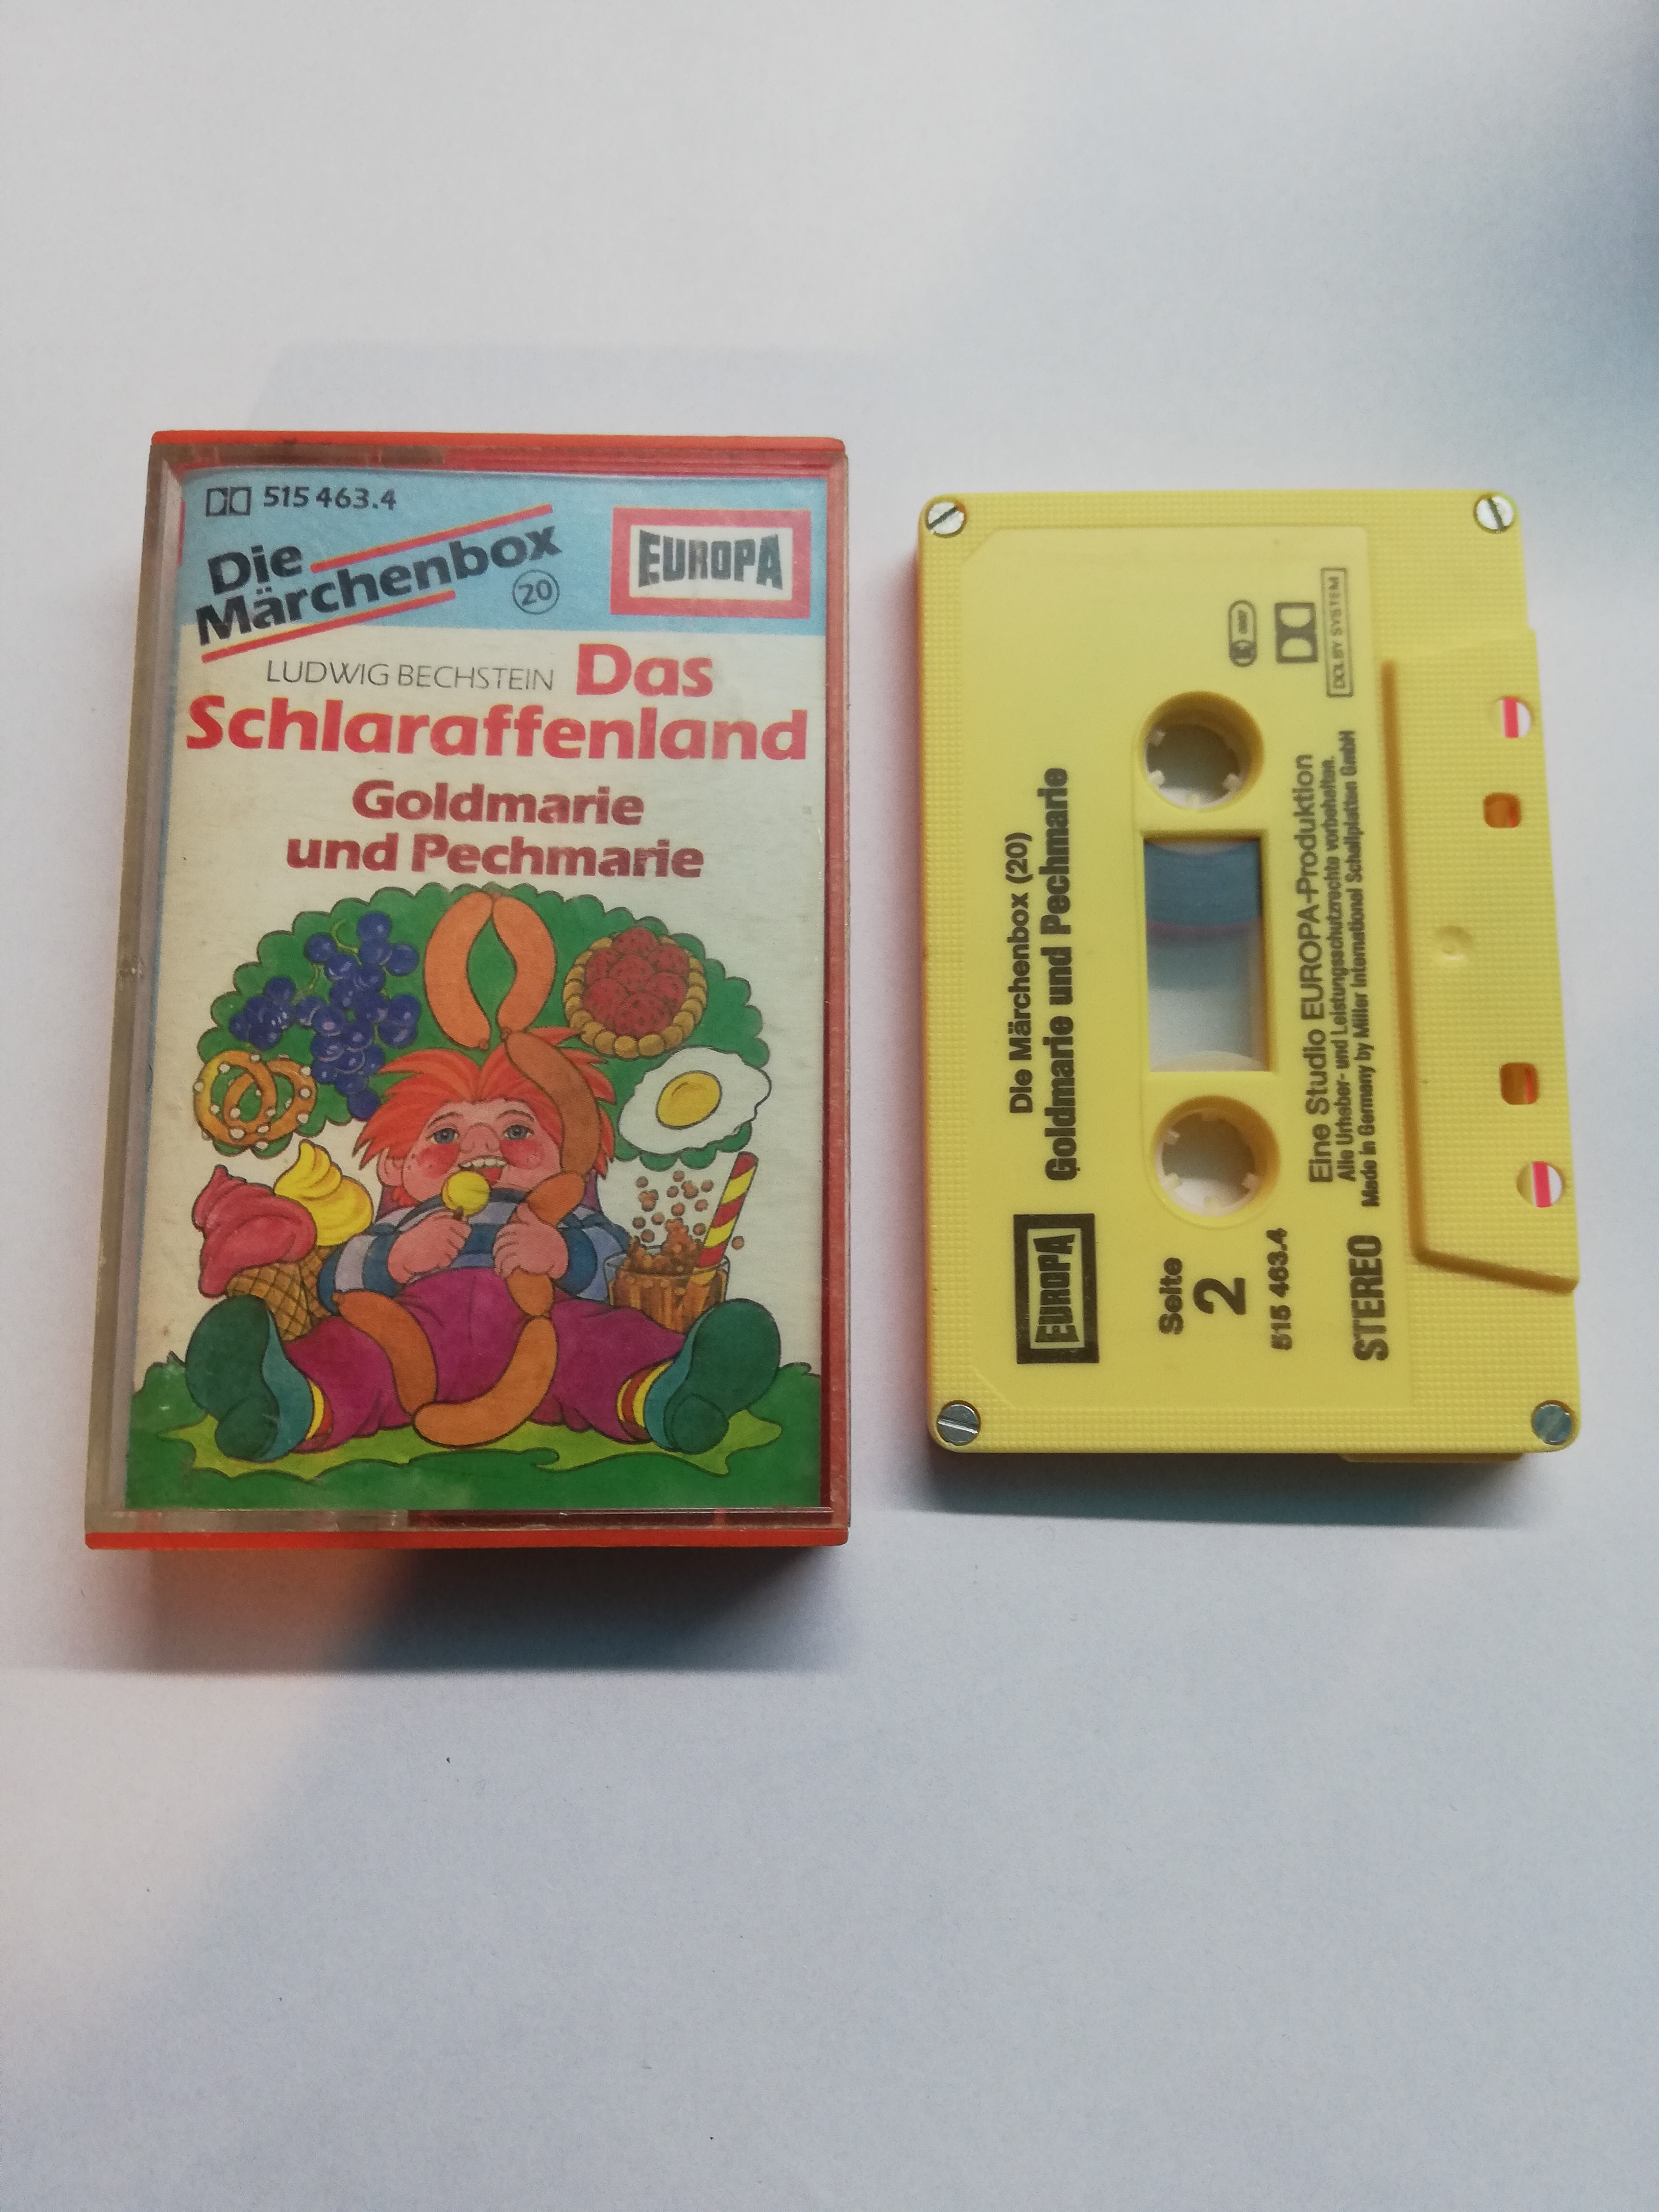 515 463.4
Die
Märchenbox
20
EUROPA
LUDWIG BECHSTEIN Das
Schlaraffenland
Goldmarie
und Pechmarie
Die Märchenbox (20)
Goldmarie und Pechmarie
EUROPA
Seite
2
515 463.4
STEREO
Eine Studio EUROPA-Produktion
Alle Urheber- und Leistungsschutzrechte vorbehalten.
Made in Germany by Miller International Schallplatten GmbH
DOLBY SYSTEM